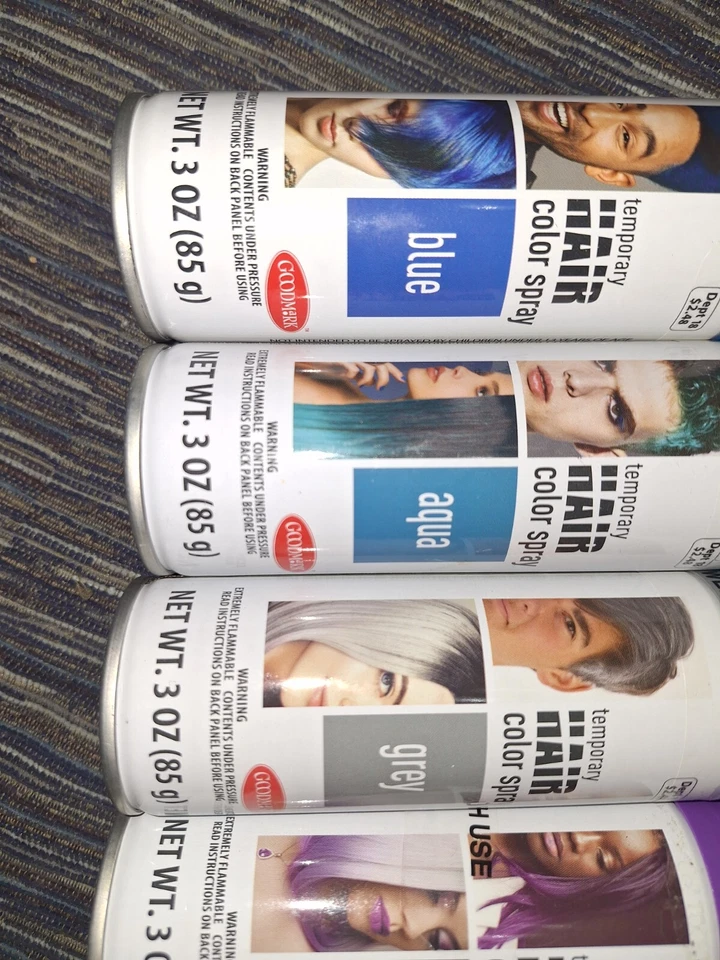 Dept 18
$2.48
temporary
HAIR
color spray
blue
GOODMARK
WARNING
EXTREMELY FLAMMABLE CONTENTS UNDER PRESSURE
READ INSTRUCTIONS ON BACK PANEL BEFORE USING
NET WT. 3 OZ (85 g)
temporary
HAIR
color spray
aqua
GOODMARK
WARNING
EXTREMELY FLAMMABLE CONTENTS UNDER PRESSURE
READ INSTRUCTIONS ON BACK PANEL BEFORE USING
NET WT. 3 OZ (85 g)
temporary
HAIR
color spra
grey
WARNING
EXTREMELY FLAMMABLE CONTENTS UNDER PRESSURE
READ INSTRUCTIONS ON BACK PANEL BEFORE USING
NET WT. 3 OZ (85 g)
H USE
WARNIN
EXTREMELY FLAMMABLE CONTENTS
READ INSTRUCTIONS ON BACK
NET WT. 3